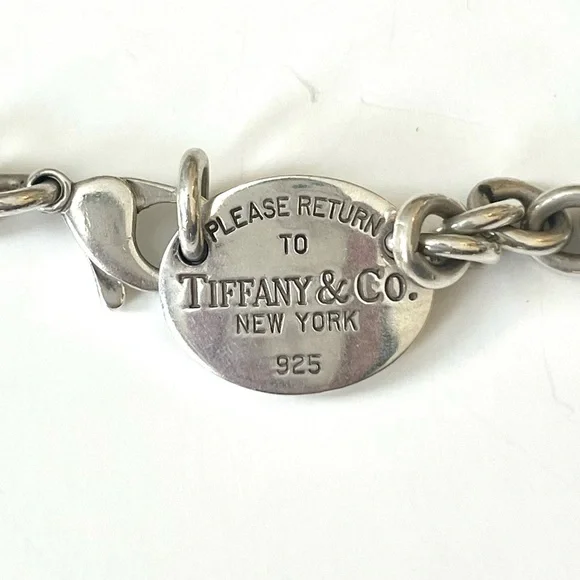 PLEASE RETURN
TO
TIFFANY & CO.
NEW YORK
925